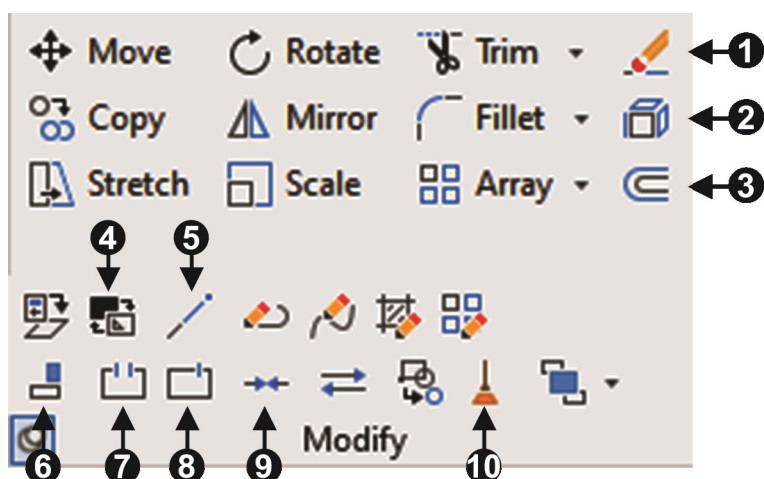 Move Rotate Trim 1
Copy Mirror Fillet 2
Stretch Scale Array 3
4 5
Modify
6 7 8 9 10